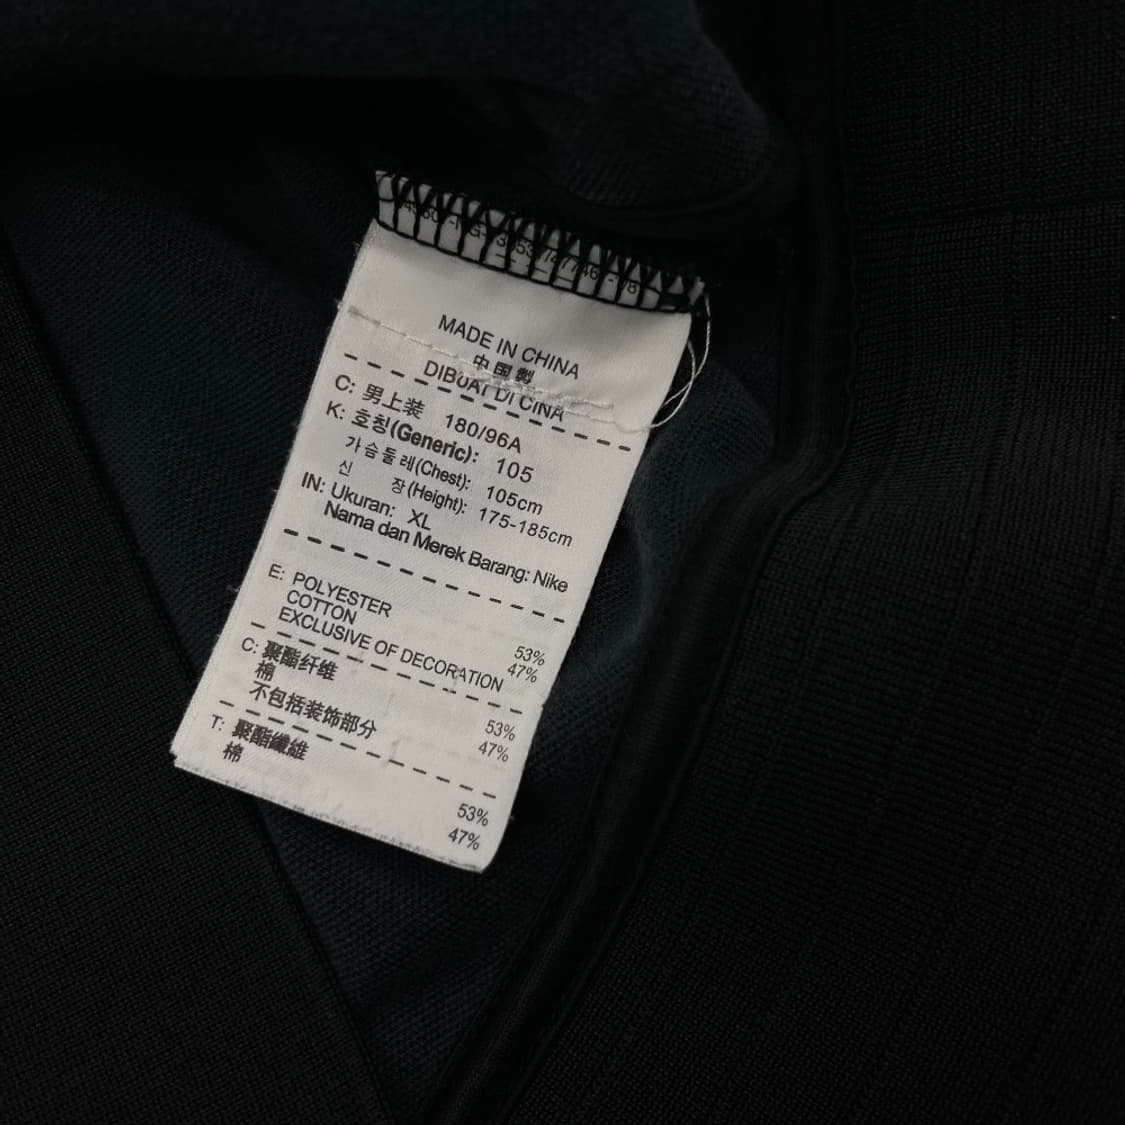 MADE IN CHINA
中国製
DIBUAT DI CINA
C: 男上装 180/96A
K: 호칭(Generic): 105
가슴둘레(Chest): 105cm
신 장(Height): 175-185cm
IN: Ukuran: XL
Nama dan Merek Barang: Nike
E: POLYESTER 53%
COTTON 47%
EXCLUSIVE OF DECORATION
C: 聚酯纤维 53%
棉 47%
不包括装饰部分
T: 聚酯纖維 53%
棉 47%